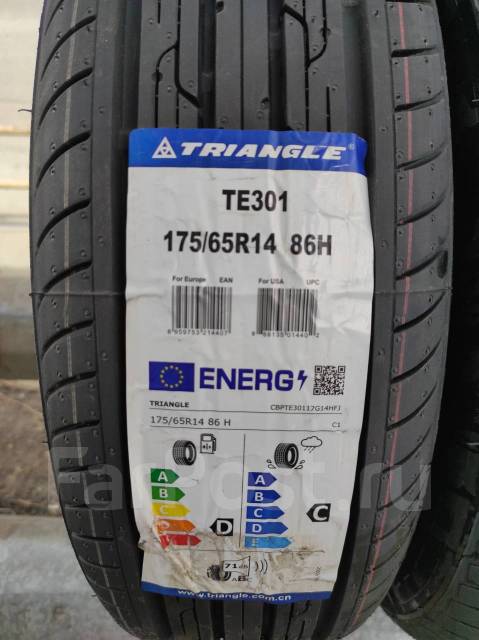 TRIANGLE®
TE301
175/65R14 86H
For Europe EAN For USA UPC
ENERG
TRIANGLE CBPTE30117G14HFJ
175/65R14 86 H C1
A
B
C
D
E
D
A
B
C
D
E
C
71 dB
www.triangle.com.cn